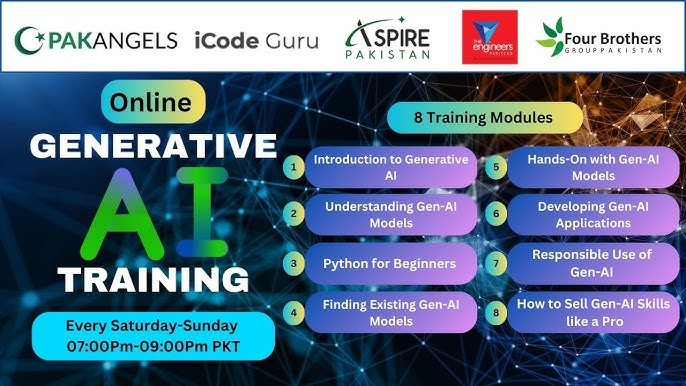 PAKANGELS
iCode Guru
ASPIRE
PAKISTAN
THE
engineers
PAKISTAN
Four Brothers
GROUP PAKISTAN
Online
GENERATIVE
AI
TRAINING
Every Saturday-Sunday
07:00Pm-09:00Pm PKT
8 Training Modules
1
Introduction to Generative
AI
2
Understanding Gen-AI
Models
3
Python for Beginners
4
Finding Existing Gen-AI
Models
5
Hands-On with Gen-AI
Models
6
Developing Gen-AI
Applications
7
Responsible Use of
Gen-AI
8
How to Sell Gen-AI Skills
like a Pro